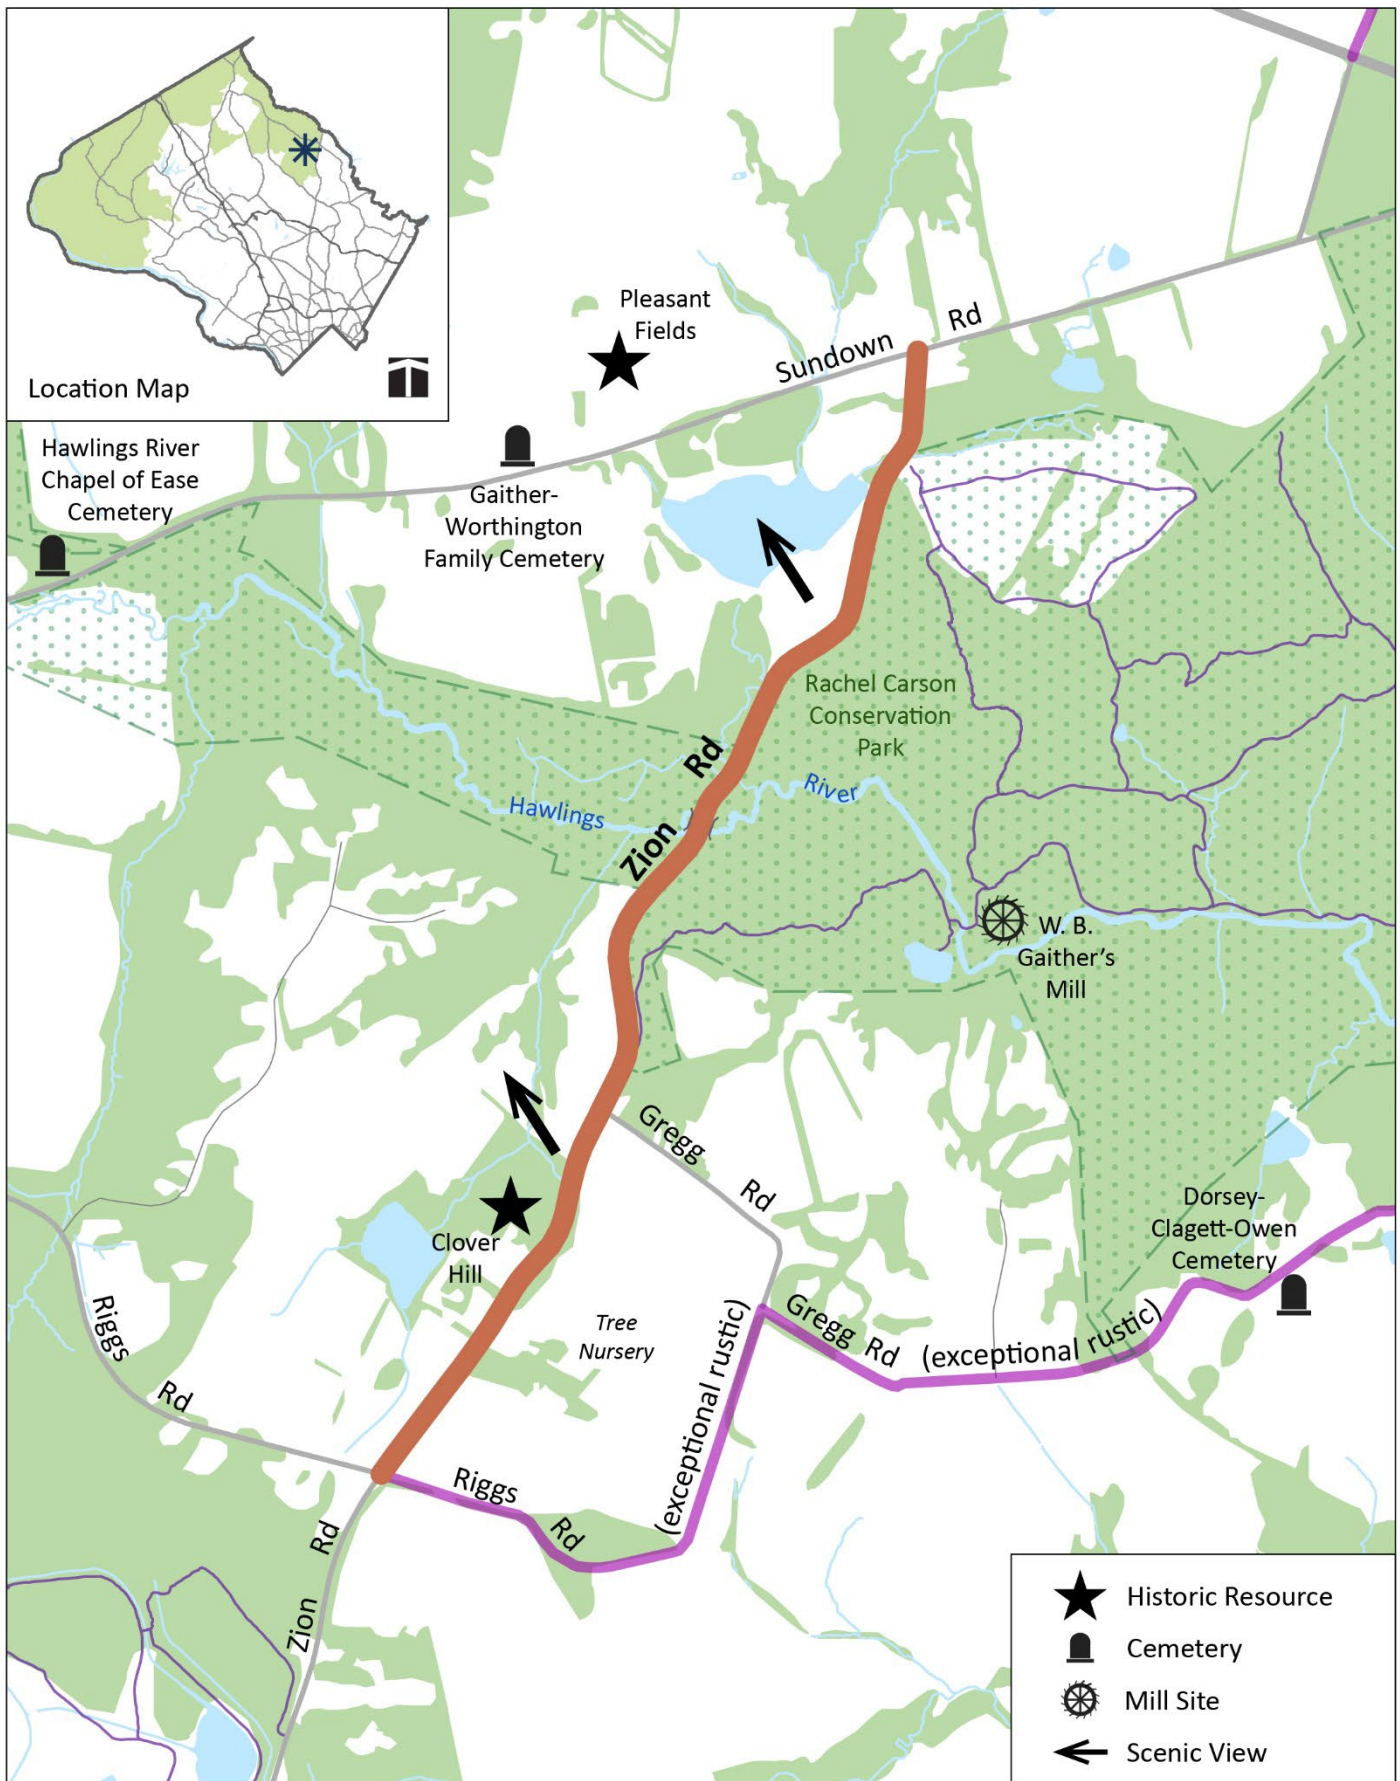 Location Map
Pleasant
Fields
Sundown Rd
Hawlings River
Chapel of Ease
Cemetery
Gaither-
Worthington
Family Cemetery
Rachel Carson
Conservation
Park
Zion Rd
Hawlings River
W. B.
Gaither's
Mill
Gregg Rd
Dorsey-
Clagett-Owen
Cemetery
Clover
Hill
Riggs Rd
Tree
Nursery
Gregg Rd (exceptional rustic)
Riggs Rd (exceptional rustic)
Zion Rd
Historic Resource
Cemetery
Mill Site
Scenic View